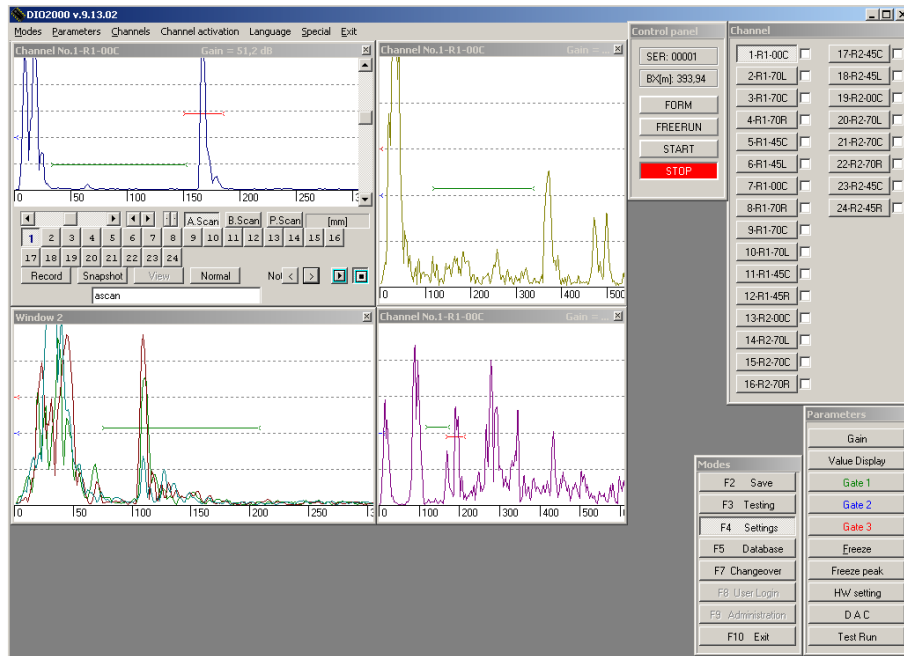 DIO2000 v.9.13.02
Modes Parameters Channels Channel activation Language Special Exit
Channel No.1-R1-00C Gain = 51,2 dB
0 50 100 150 200 250
1 2 3 4 5 6 7 8 9 10 11 12 13 14 15 16
A.Scan B.Scan P.Scan [mm]
17 18 19 20 21 22 23 24
Record Snapshot View Normal < >
ascan
Channel No.1-R1-00C Gain = ...
0 100 200 300 400 500
Window 2
0 50 100 150 200 250
Channel No.1-R1-00C Gain = ...
0 100 200 300 400 500
Control panel
SER: 00001
BX[m]: 393,94
FORM
FREERUN
START
STOP
Channel
1-R1-00C 17-R2-45C
2-R1-70L 18-R2-45L
3-R1-70C 19-R2-00C
4-R1-70R 20-R2-70L
5-R1-45C 21-R2-70C
6-R1-45L 22-R2-70R
7-R1-00C 23-R2-45C
8-R1-70R 24-R2-45R
9-R1-70C
10-R1-70L
11-R1-45C
12-R1-45R
13-R2-00C
14-R2-70L
15-R2-70C
16-R2-70R
Modes
F2 Save
F3 Testing
F4 Settings
F5 Database
F7 Changeover
F8 User Login
F9 Administration
F10 Exit
Parameters
Gain
Value Display
Gate 1
Gate 2
Gate 3
Freeze
Freeze peak
HW setting
D A C
Test Run